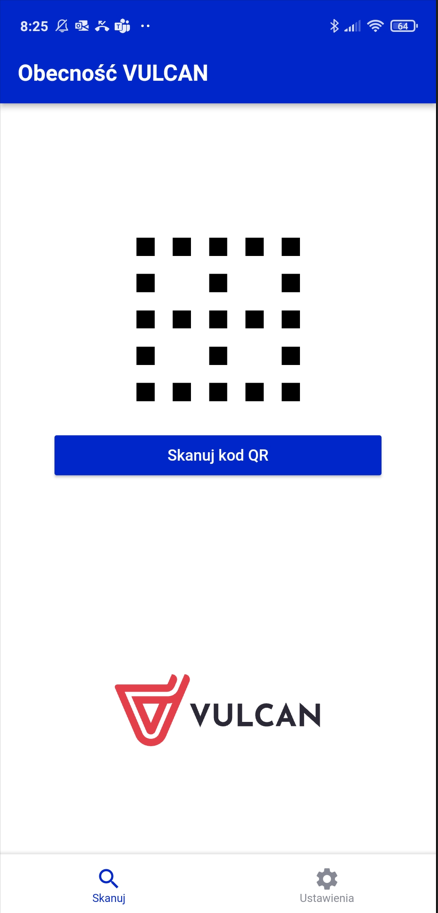 8:25
64
Obecność VULCAN
Skanuj kod QR
VULCAN
Skanuj
Ustawienia